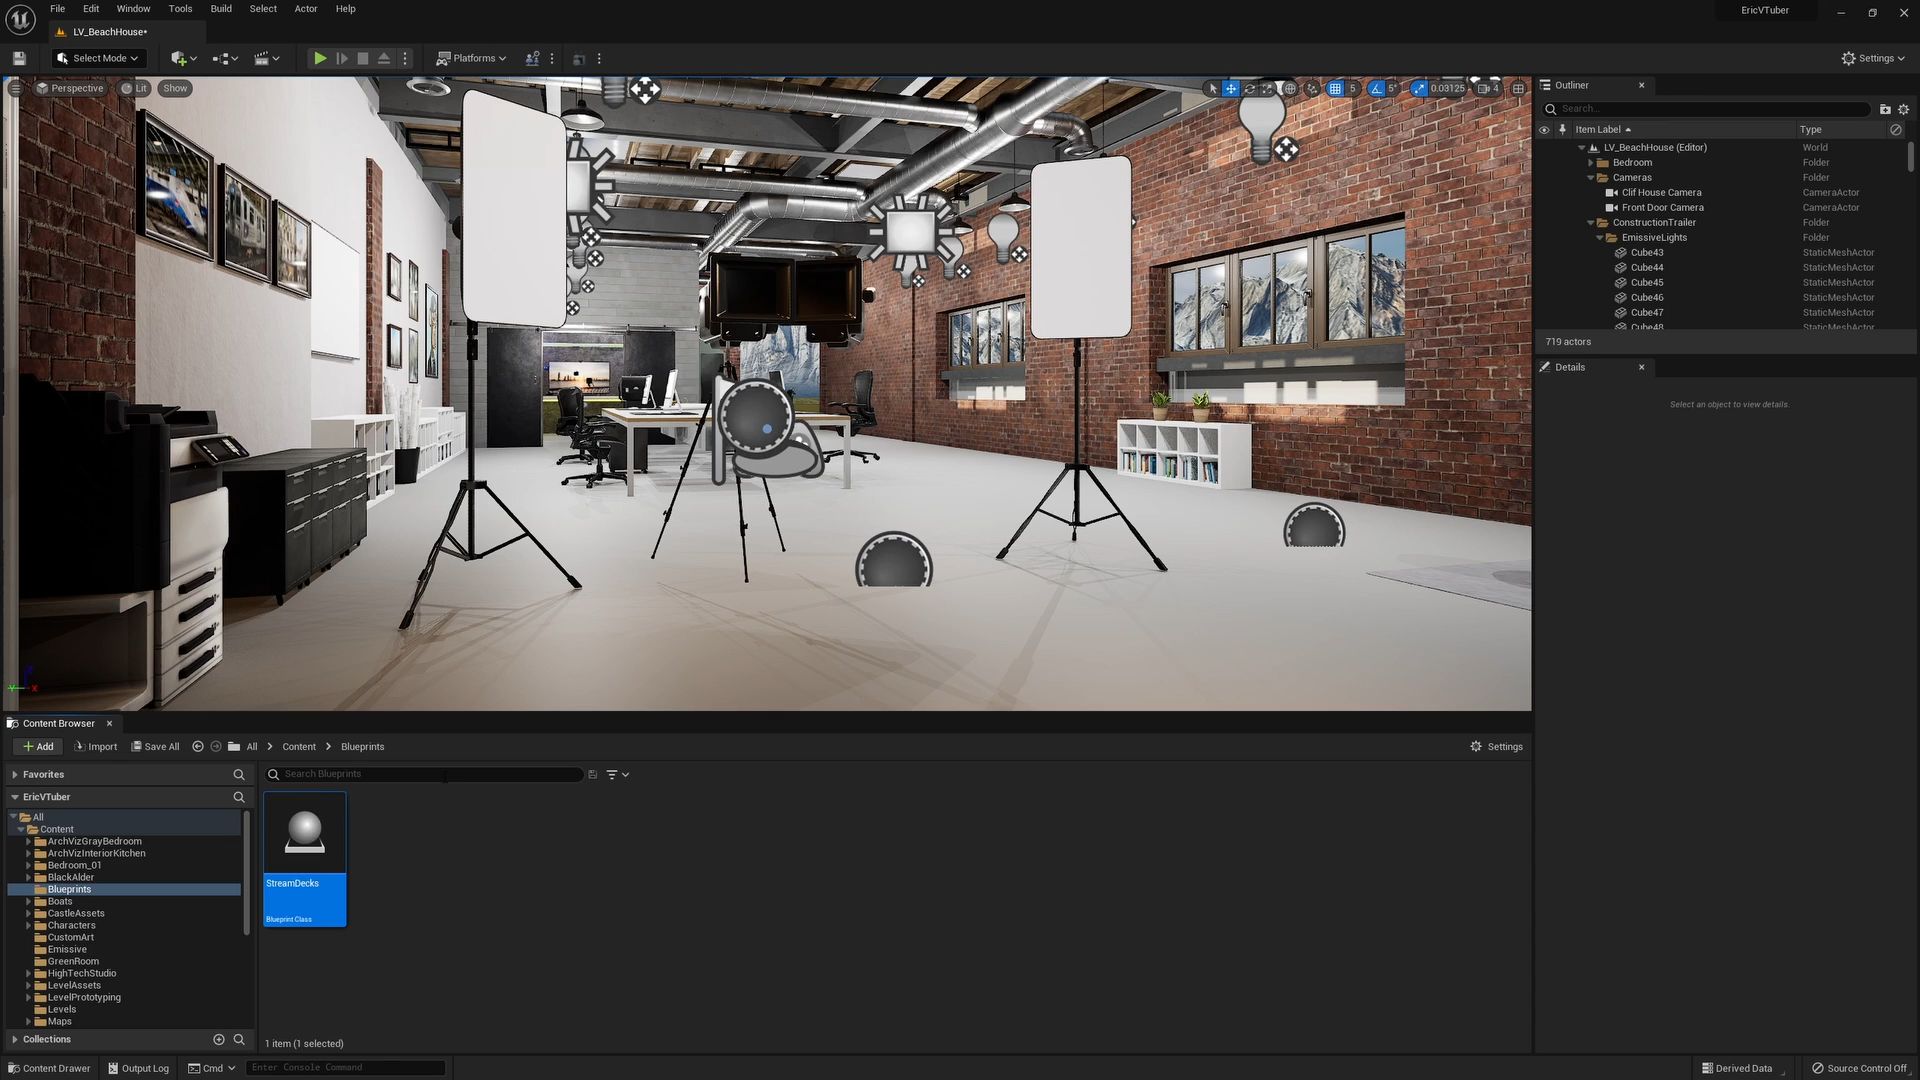 File Edit Window Tools Build Select Actor Help
EricVTuber
LV_BeachHouse*
Select Mode
Platforms
Settings
Perspective
Lit
Show
5
5°
0.03125
4
Outliner
Search...
Item Label
Type
LV_BeachHouse (Editor) World
Bedroom Folder
Cameras Folder
Clif House Camera CameraActor
Front Door Camera CameraActor
ConstructionTrailer Folder
EmissiveLights Folder
Cube43 StaticMeshActor
Cube44 StaticMeshActor
Cube45 StaticMeshActor
Cube46 StaticMeshActor
Cube47 StaticMeshActor
Cube48 StaticMeshActor
719 actors
Details
Select an object to view details.
Y X
Content Browser
Add Import Save All All Content Blueprints
Settings
Favorites
Search Blueprints
EricVTuber
All
Content
ArchVizGrayBedroom
ArchVizInteriorKitchen
Bedroom_01
BlackAlder
Blueprints
Boats
CastleAssets
Characters
CustomArt
Emissive
GreenRoom
HighTechStudio
LevelAssets
LevelPrototyping
Levels
Maps
StreamDecks
Blueprint Class
Collections
1 item (1 selected)
Content Drawer Output Log Cmd Enter Console Command
Derived Data Source Control Off